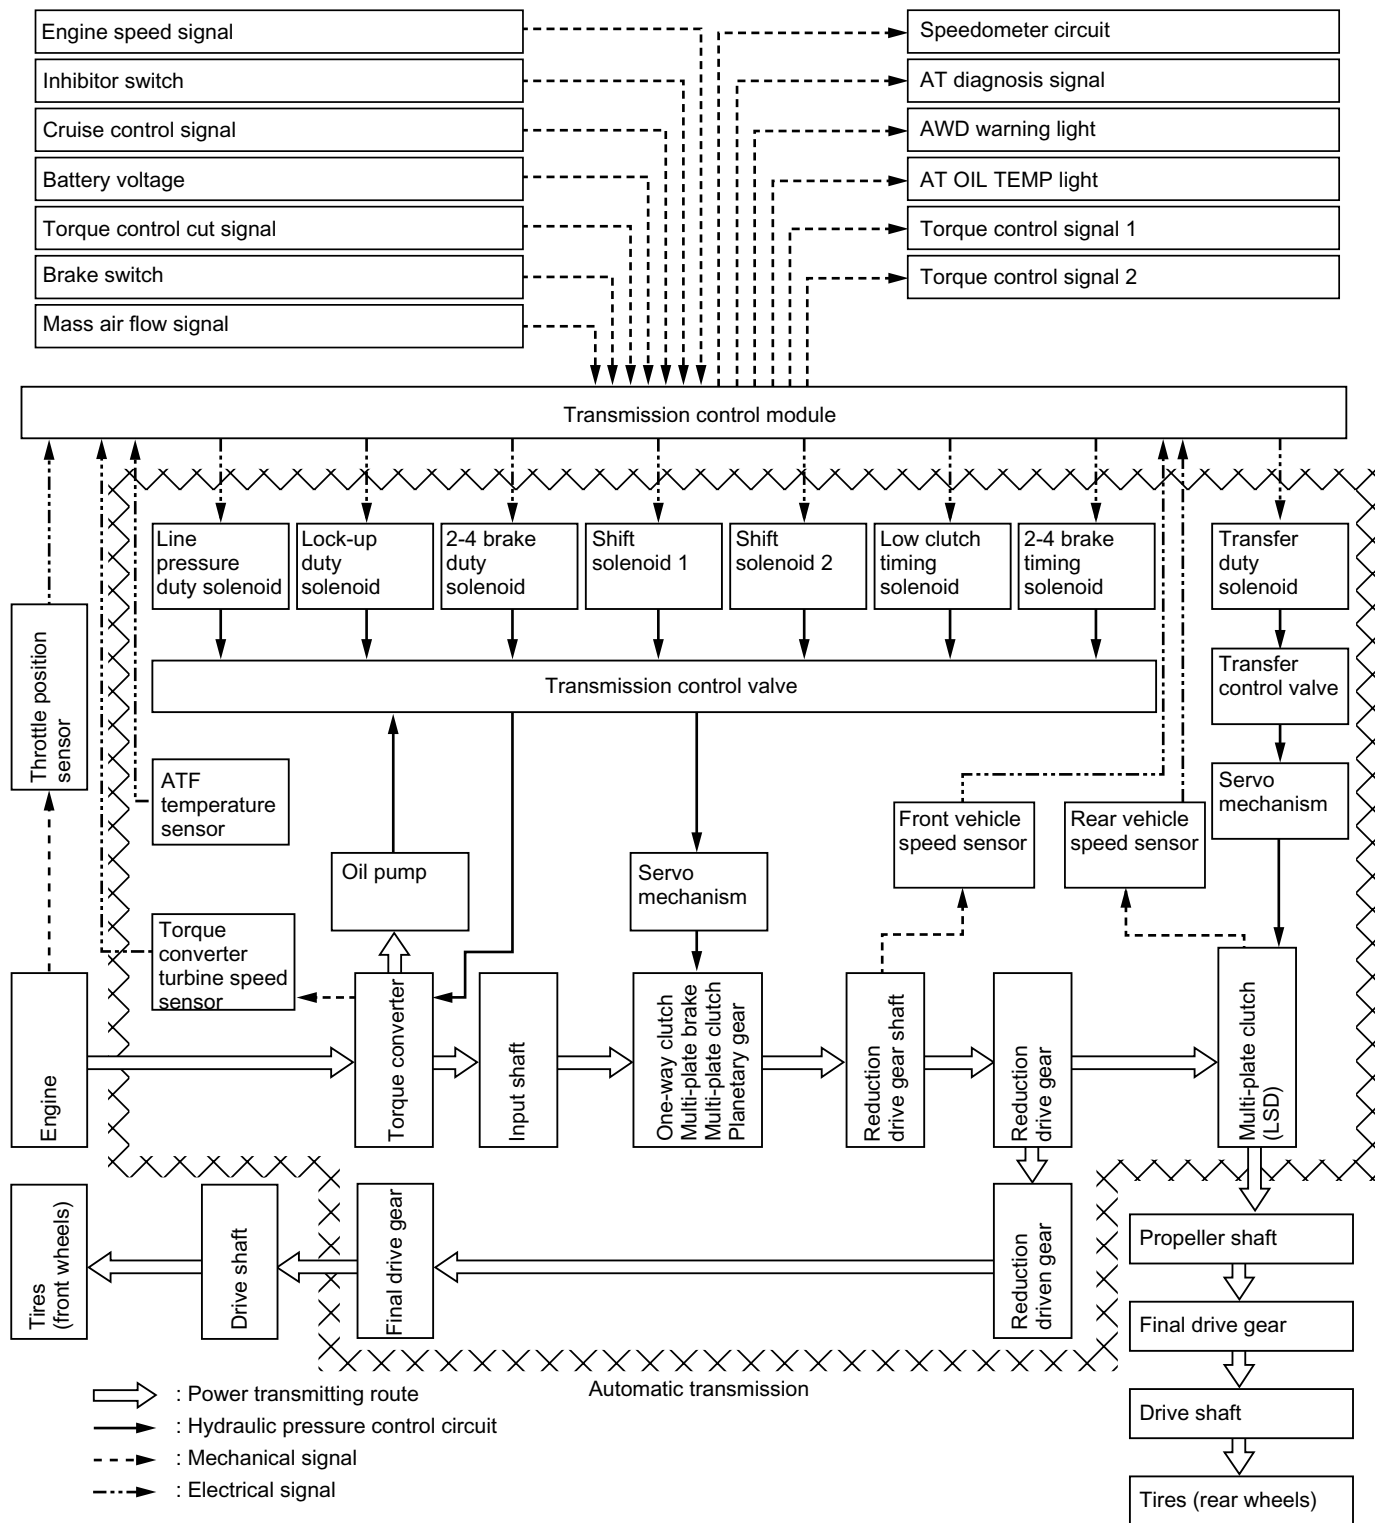 Engine speed signal
Inhibitor switch
Cruise control signal
Battery voltage
Torque control cut signal
Brake switch
Mass air flow signal
Speedometer circuit
AT diagnosis signal
AWD warning light
AT OIL TEMP light
Torque control signal 1
Torque control signal 2
Transmission control module
Line
pressure
duty solenoid
Lock-up
duty
solenoid
2-4 brake
duty
solenoid
Shift
solenoid 1
Shift
solenoid 2
Low clutch
timing
solenoid
2-4 brake
timing
solenoid
Transfer
duty
solenoid
Throttle position
sensor
Transmission control valve
Transfer
control valve
ATF
temperature
sensor
Servo
mechanism
Front vehicle
speed sensor
Rear vehicle
speed sensor
Oil pump
Servo
mechanism
Torque
converter
turbine speed
sensor
Engine
Torque converter
Input shaft
One-way clutch
Multi-plate brake
Multi-plate clutch
Planetary gear
Reduction
drive gear shaft
Reduction
drive gear
Multi-plate clutch
(LSD)
Tires
(front wheels)
Drive shaft
Final drive gear
Reduction
driven gear
Propeller shaft
Final drive gear
Drive shaft
Tires (rear wheels)
Automatic transmission
: Power transmitting route
: Hydraulic pressure control circuit
: Mechanical signal
: Electrical signal